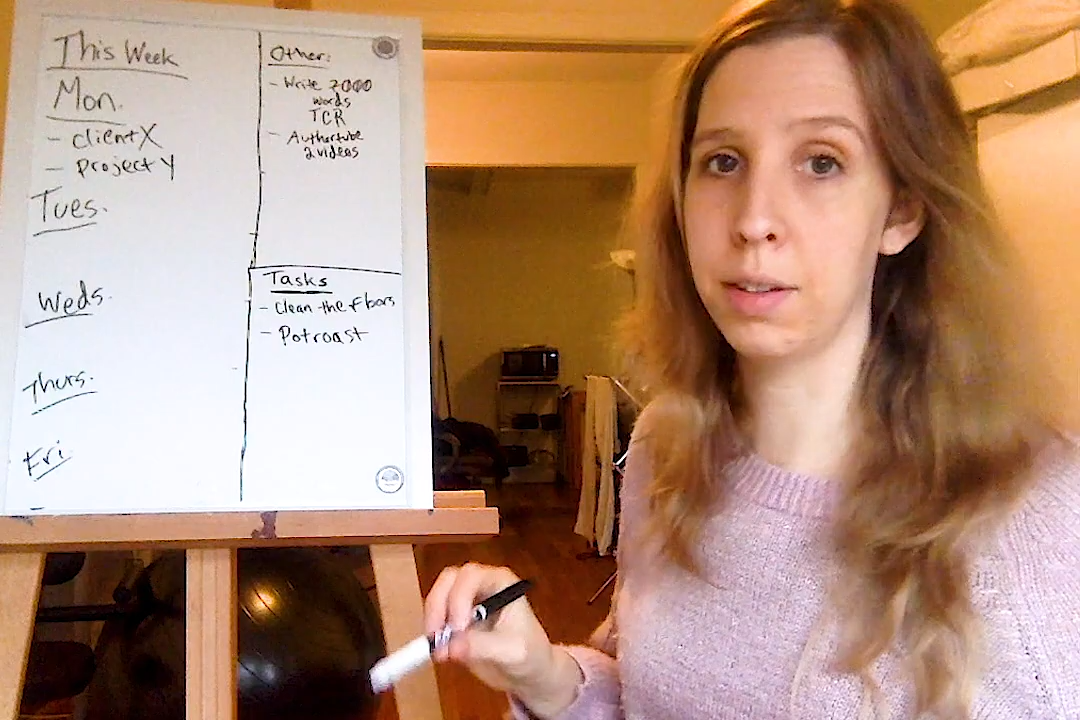 This Week
Mon.
- Client X
- Project Y
Tues.
Weds.
Thurs.
Fri
Other:
- Write 2000
words
TCR
- Authortube
2 videos
Tasks
- Clean the floors
- Potroast